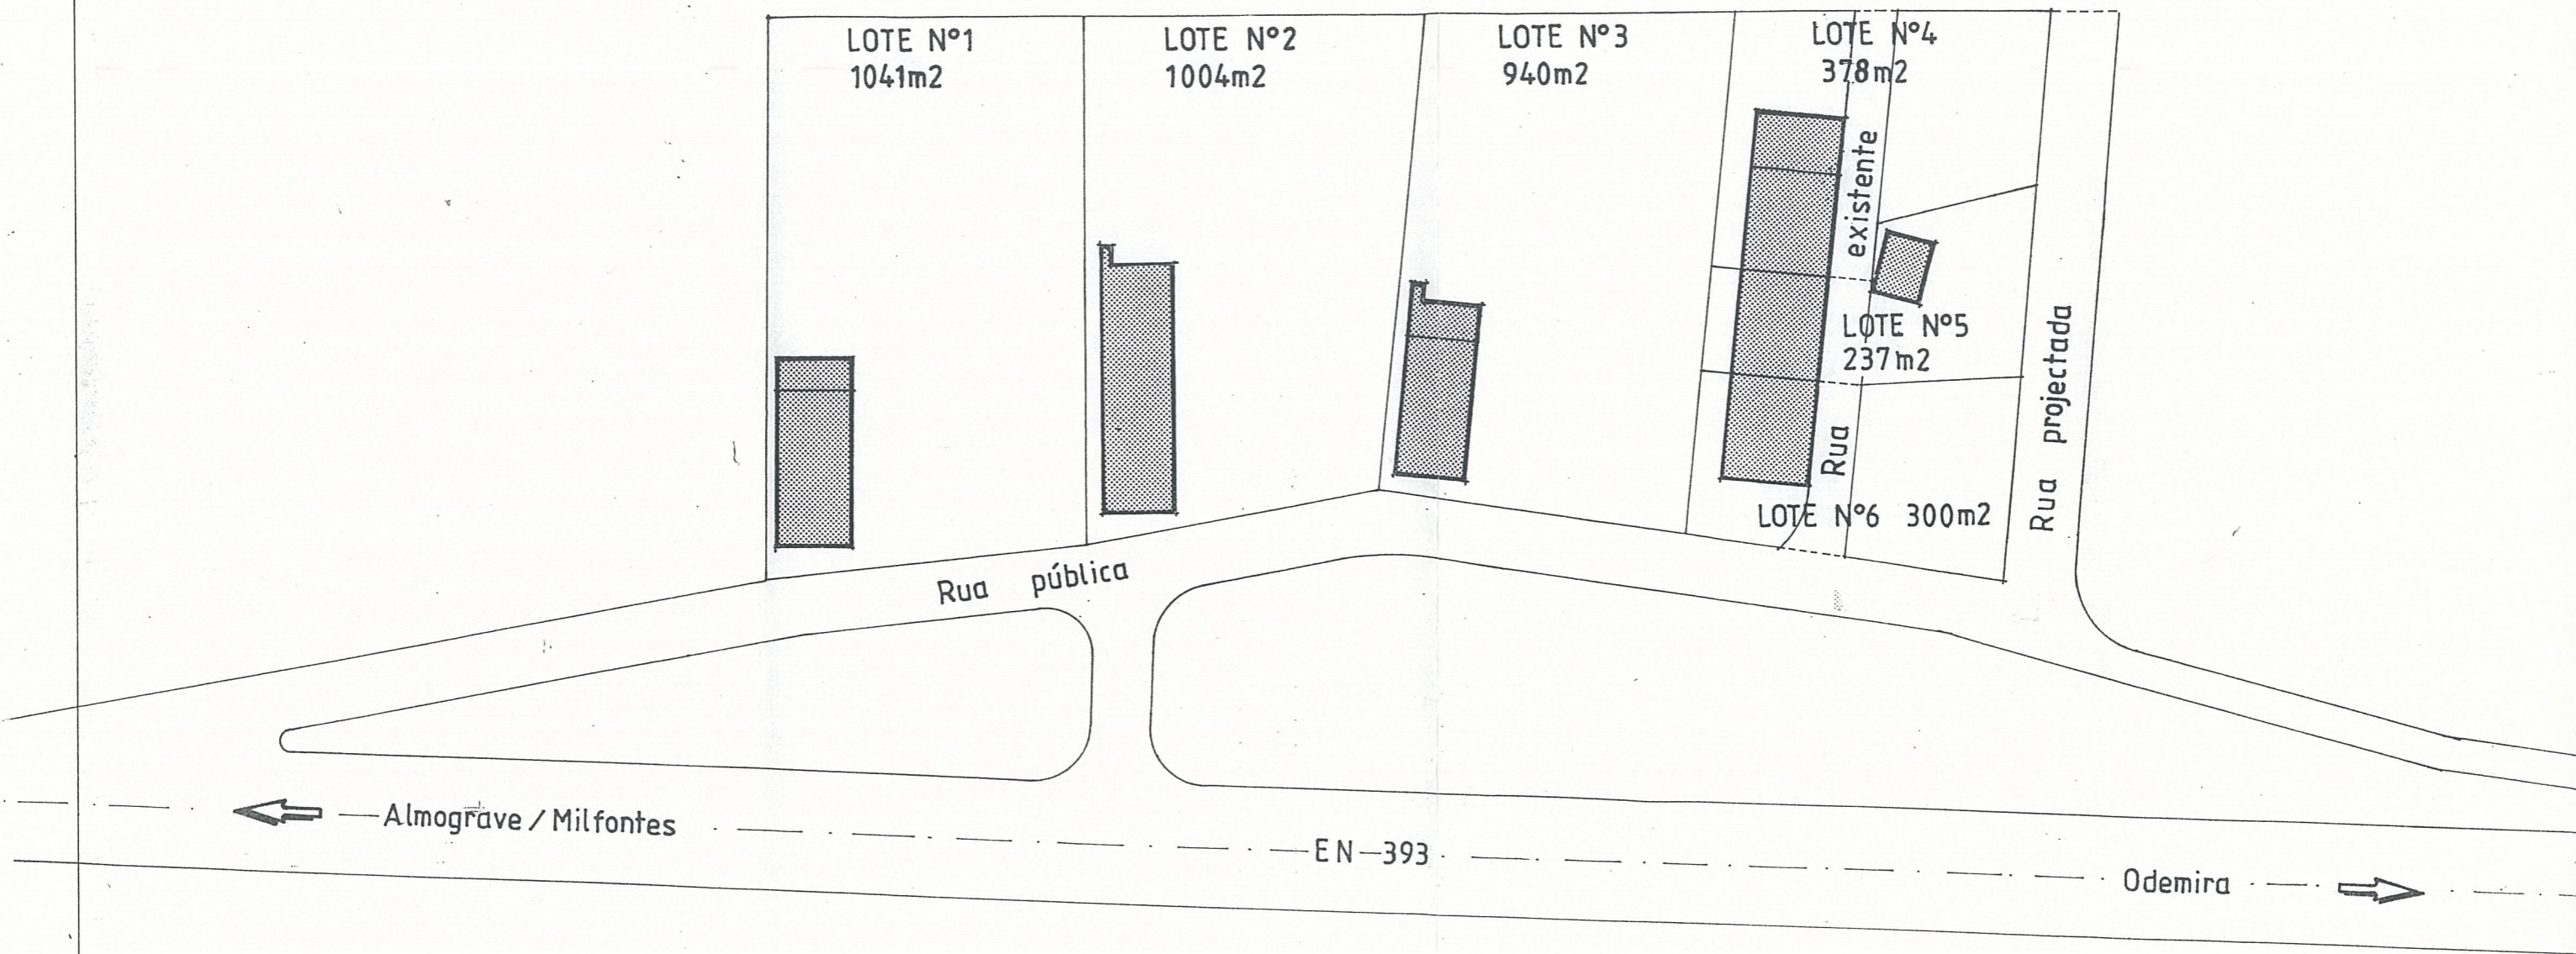 LOTE Nº1
1041m2
LOTE Nº2
1004m2
LOTE Nº3
940m2
LOTE Nº4
378m2
Rua existente
LOTE Nº5
237m2
LOTE Nº6 300m2
Rua projectada
Rua pública
Almograve/Milfontes
EN-393
Odemira